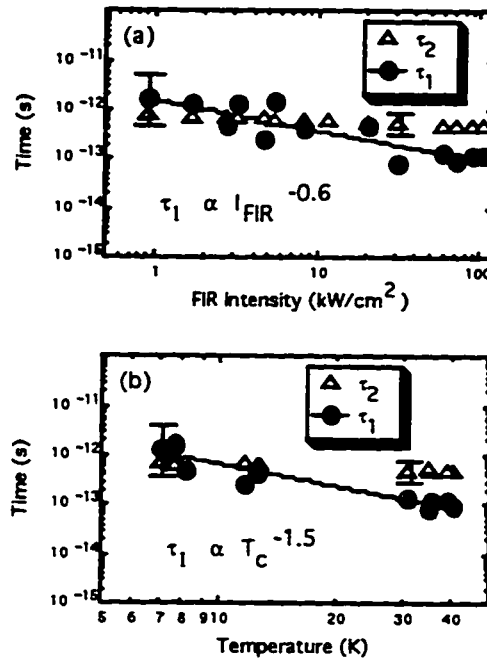 (a)
τ₂
τ₁
Time (s)
10⁻¹¹
10⁻¹²
10⁻¹³
10⁻¹⁴
10⁻¹⁵
τ₁ α I_FIR^-0.6
1 10 100
FIR intensity (kW/cm²)
(b)
τ₂
τ₁
Time (s)
10⁻¹¹
10⁻¹²
10⁻¹³
10⁻¹⁴
10⁻¹⁵
τ₁ α T_c^-1.5
5 6 7 8 9 10 20 30 40
Temperature (K)